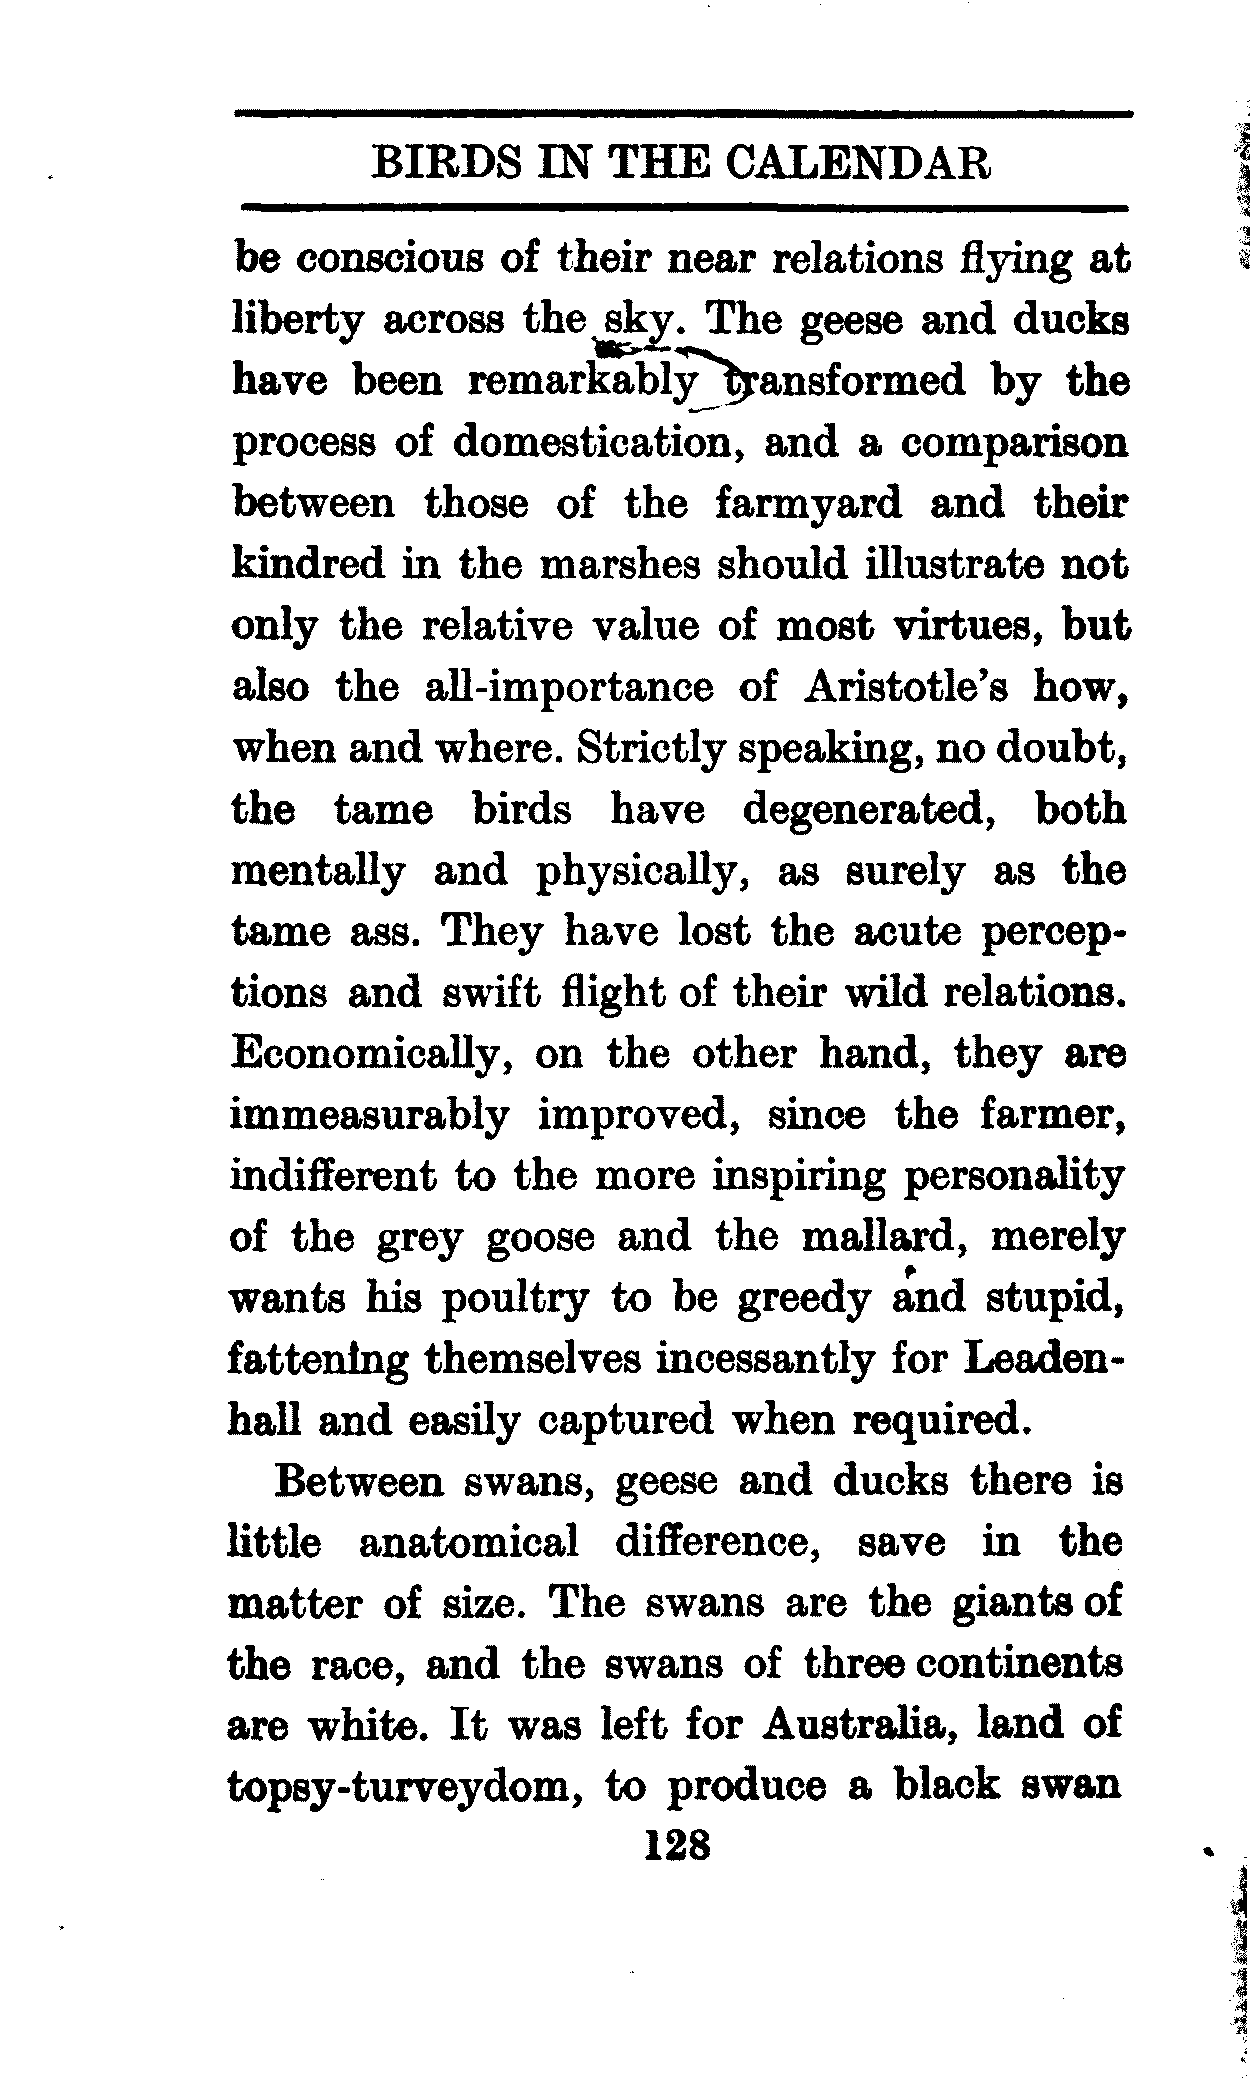 BIRDS IN THE CALENDAR
be conscious of their near relations flying at
liberty across the sky. The geese and ducks
have been remarkably transformed by the
process of domestication, and a comparison
between those of the farmyard and their
kindred in the marshes should illustrate not
only the relative value of most virtues, but
also the all-importance of Aristotle's how,
when and where. Strictly speaking, no doubt,
the tame birds have degenerated, both
mentally and physically, as surely as the
tame ass. They have lost the acute percep-
tions and swift flight of their wild relations.
Economically, on the other hand, they are
immeasurably improved, since the farmer,
indifferent to the more inspiring personality
of the grey goose and the mallard, merely
wants his poultry to be greedy and stupid,
fattening themselves incessantly for Leaden-
hall and easily captured when required.
Between swans, geese and ducks there is
little anatomical difference, save in the
matter of size. The swans are the giants of
the race, and the swans of three continents
are white. It was left for Australia, land of
topsy-turveydom, to produce a black swan
128